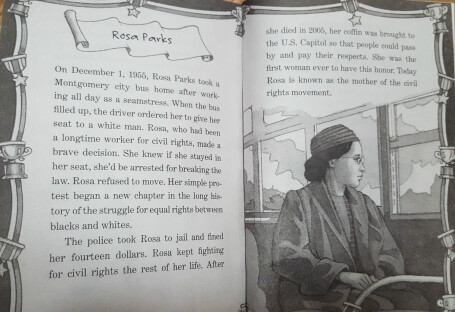 Rosa Parks
On December 1, 1955, Rosa Parks took a
Montgomery city bus home after work-
ing all day as a seamstress. When the bus
filled up, the driver ordered her to give her
seat to a white man. Rosa, who had been
a longtime worker for civil rights, made a
brave decision. She knew if she stayed in
her seat, she'd be arrested for breaking the
law. Rosa refused to move. Her simple pro-
test began a new chapter in the long his-
tory of the struggle for equal rights between
blacks and whites.
The police took Rosa to jail and fined
her fourteen dollars. Rosa kept fighting
for civil rights the rest of her life. After
she died in 2005, her coffin was brought to
the U.S. Capitol so that people could pass
by and pay their respects. She was the
first woman ever to have this honor. Today
Rosa is known as the mother of the civil
rights movement.